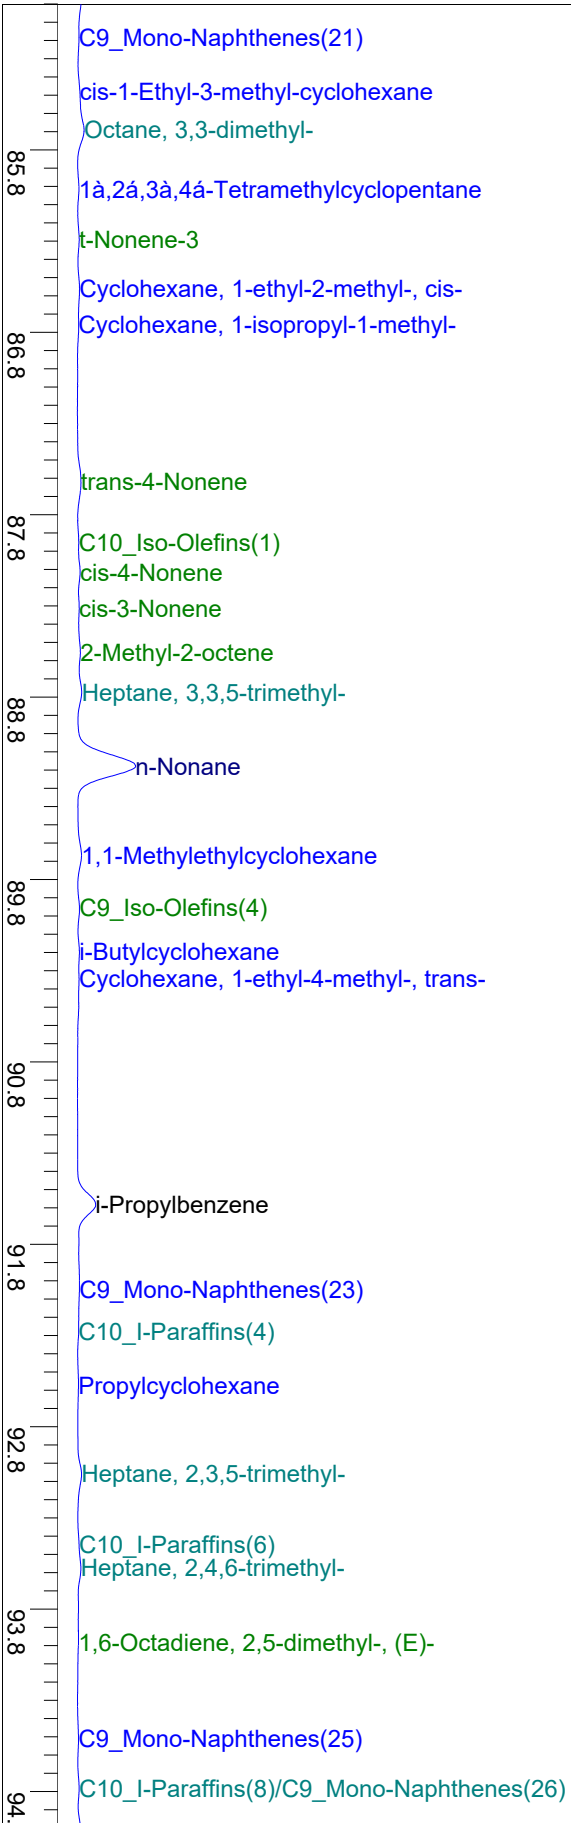 C9_Mono-Naphthenes(21)
cis-1-Ethyl-3-methyl-cyclohexane
Octane, 3,3-dimethyl-
85.8
1à,2á,3à,4á-Tetramethylcyclopentane
t-Nonene-3
Cyclohexane, 1-ethyl-2-methyl-, cis-
Cyclohexane, 1-isopropyl-1-methyl-
86.8
trans-4-Nonene
87.8
C10_Iso-Olefins(1)
cis-4-Nonene
cis-3-Nonene
2-Methyl-2-octene
Heptane, 3,3,5-trimethyl-
88.8
n-Nonane
1,1-Methylethylcyclohexane
89.8
C9_Iso-Olefins(4)
i-Butylcyclohexane
Cyclohexane, 1-ethyl-4-methyl-, trans-
90.8
i-Propylbenzene
91.8
C9_Mono-Naphthenes(23)
C10_I-Paraffins(4)
Propylcyclohexane
92.8
Heptane, 2,3,5-trimethyl-
C10_I-Paraffins(6)
Heptane, 2,4,6-trimethyl-
93.8
1,6-Octadiene, 2,5-dimethyl-, (E)-
C9_Mono-Naphthenes(25)
C10_I-Paraffins(8)/C9_Mono-Naphthenes(26)
94.